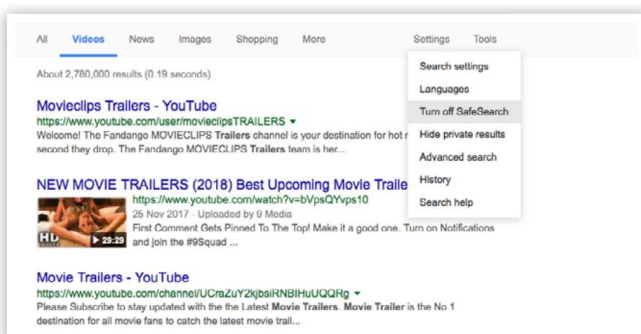 All Videos News Images Shopping More Settings Tools
About 2,780,000 results (0.19 seconds)
Search settings
Languages
Turn off SafeSearch
Hide private results
Advanced search
History
Search help
Movieclips Trailers - YouTube
https://www.youtube.com/user/movieclipsTRAILERS
Welcome! The Fandango MOVIECLIPS Trailers channel is your destination for hot
second they drop. The Fandango MOVIECLIPS Trailers team is her...
NEW MOVIE TRAILERS (2018) Best Upcoming Movie Traile
https://www.youtube.com/watch?v=bVpsQYvps10
25 Nov 2017 - Uploaded by 9 Media
First Comment Gets Pinned To The Top! Make it a good one. Turn on Notifications
and join the #9Squad ...
HD 29:29
Movie Trailers - YouTube
https://www.youtube.com/channel/UCraZuY2kjbsiRNBIHuUQQRg
Please Subscribe to stay updated with the the Latest Movie Trailers. Movie Trailer is the No 1
destination for all movie fans to catch the latest movie trail...